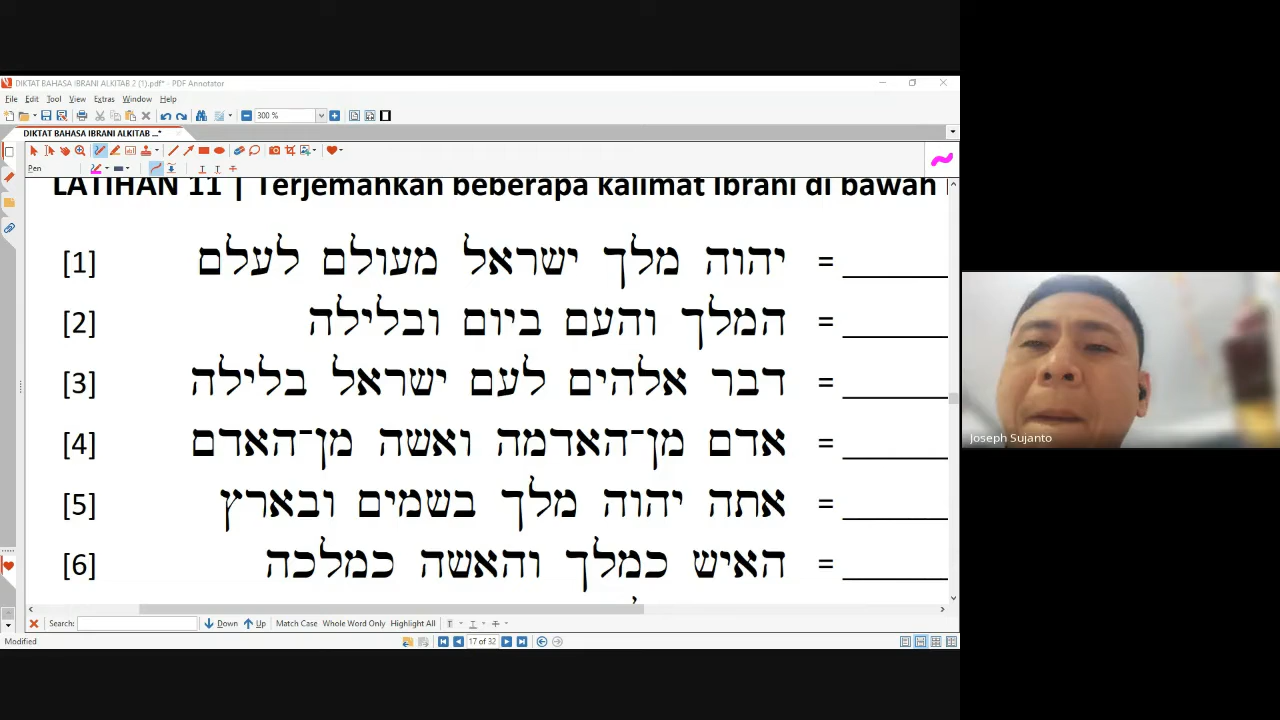 DIKTAT BAHASA IBRANI ALKITAB 2 (1).pdf* - PDF Annotator
File Edit Tool View Extras Window Help
300 %
DIKTAT BAHASA IBRANI ALKITAB ...*
Pen
LATIHAN 11 | Terjemahkan beberapa kalimat Ibrani di bawah
[1] יהוה מלך ישראל מעולם לעלם = ______
[2] המלך והעם ביום ובלילה = ______
[3] דבר אלהים לעם ישראל בלילה = ______
[4] אדם מן־האדמה ואשה מן־האדם = ______
[5] אתה יהוה מלך בשמים ובארץ = ______
[6] האיש כמלך והאשה כמלכה = ______
Joseph Sujanto
Search: Down Up Match Case Whole Word Only Highlight All
Modified 17 of 32